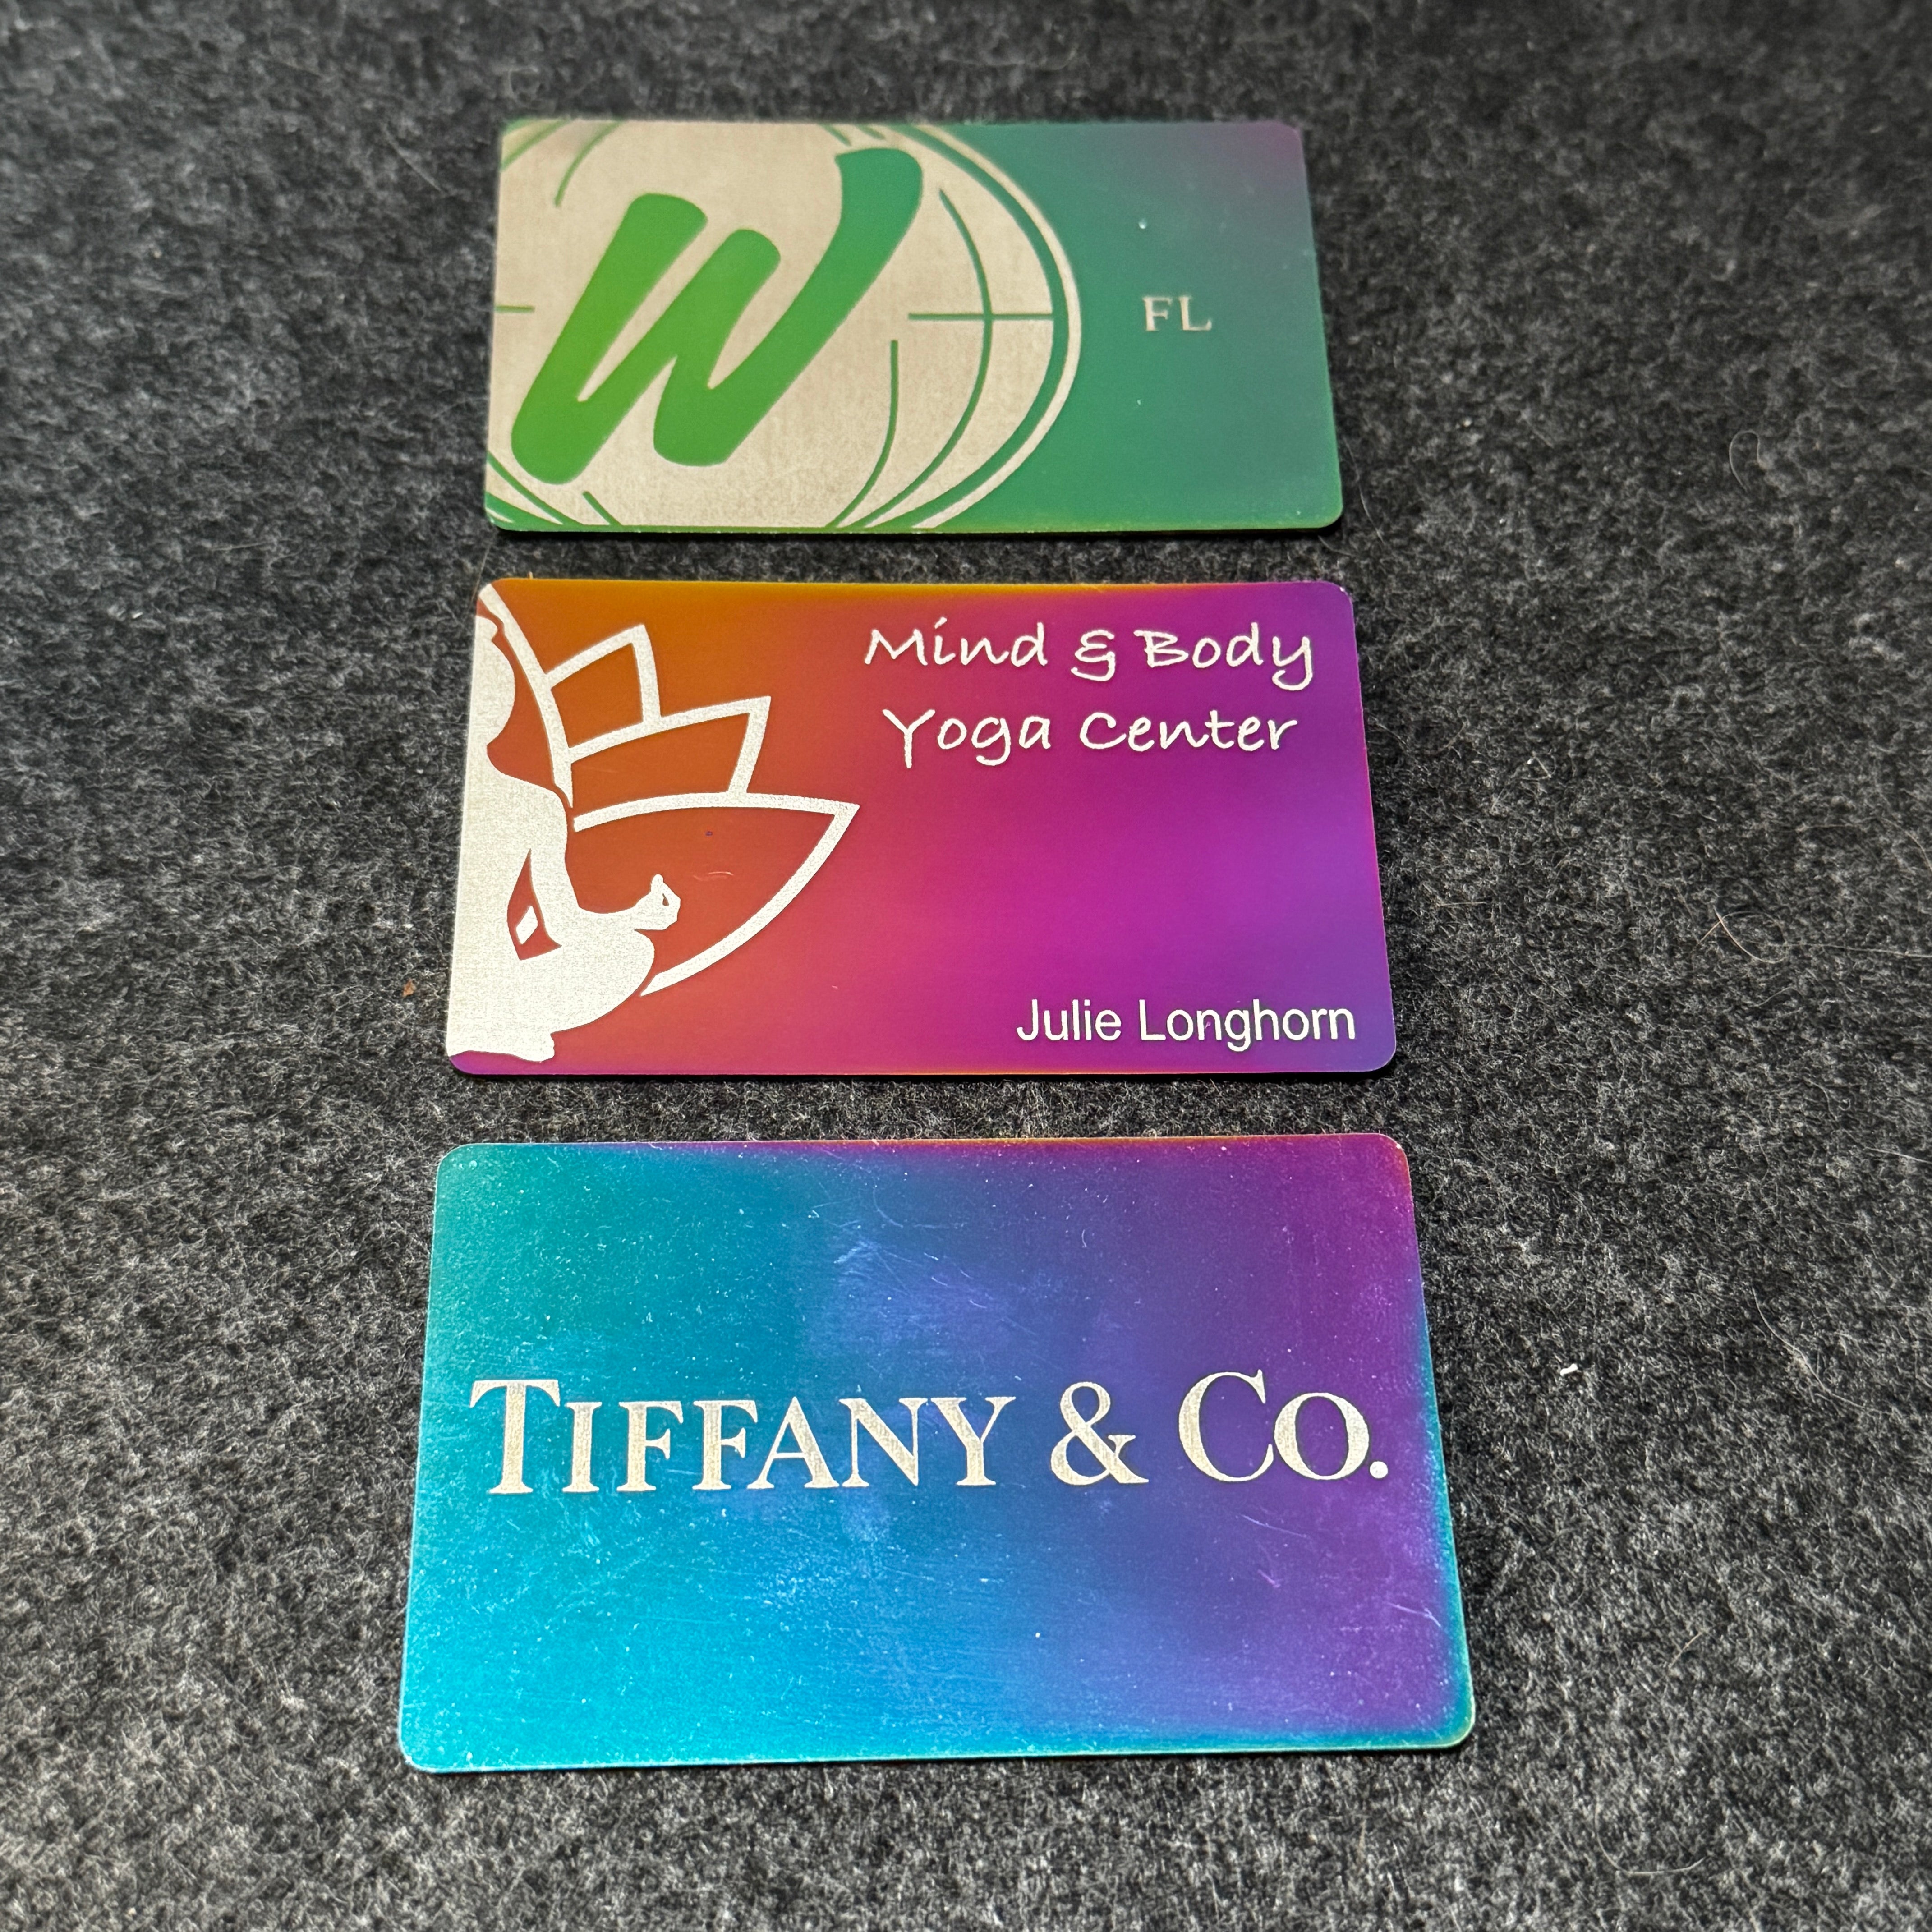 W
FL
Mind & Body
Yoga Center
Julie Longhorn
TIFFANY & CO.